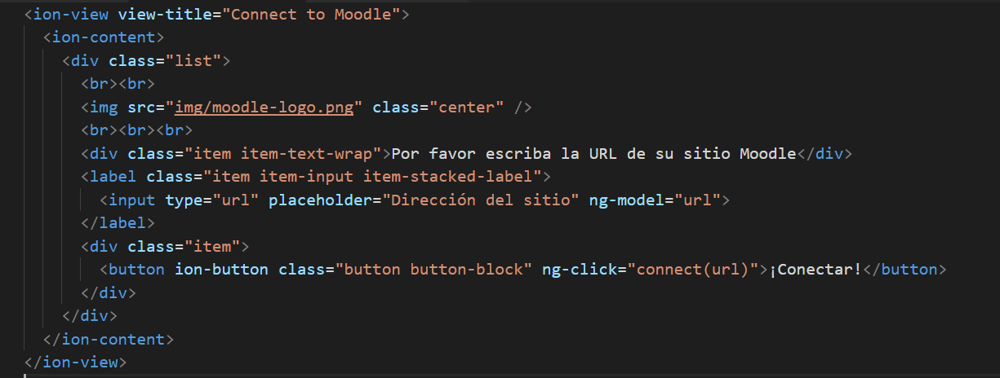 <ion-view view-title="Connect to Moodle">
<ion-content>
<div class="list">
<br><br>
<img src="img/moodle-logo.png" class="center" />
<br><br><br>
<div class="item item-text-wrap">Por favor escriba la URL de su sitio Moodle</div>
<label class="item item-input item-stacked-label">
<input type="url" placeholder="Dirección del sitio" ng-model="url">
</label>
<div class="item">
<button ion-button class="button button-block" ng-click="connect(url)">¡Conectar!</button>
</div>
</div>
</ion-content>
</ion-view>